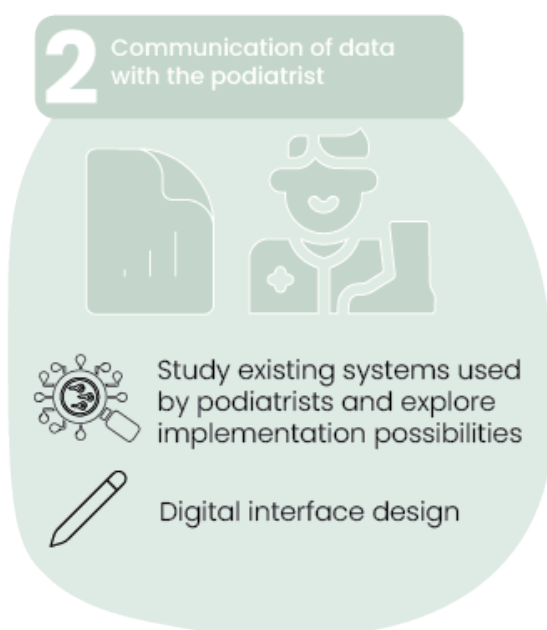 2
Communication of data
with the podiatrist
Study existing systems used
by podiatrists and explore
implementation possibilities
Digital interface design